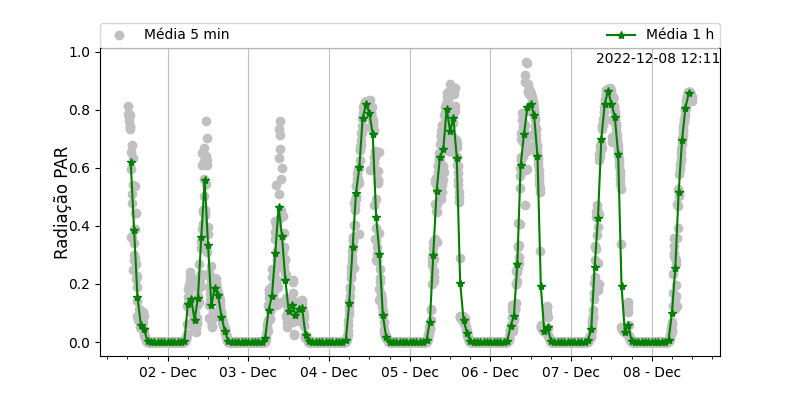 Média 5 min
Média 1 h
2022-12-08 12:11
Radiação PAR
1.0
0.8
0.6
0.4
0.2
0.0
02 - Dec
03 - Dec
04 - Dec
05 - Dec
06 - Dec
07 - Dec
08 - Dec